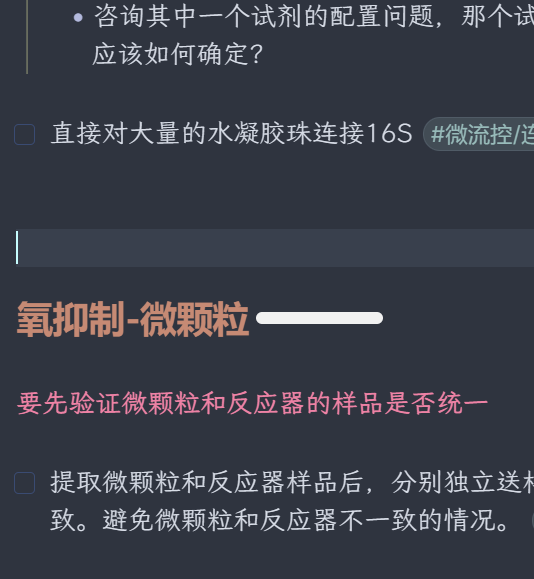 咨询其中一个试剂的配置问题，那个试
应该如何确定？
直接对大量的水凝胶珠连接16S #微流控/连
氧抑制-微颗粒
要先验证微颗粒和反应器的样品是否统一
提取微颗粒和反应器样品后，分别独立送
致。避免微颗粒和反应器不一致的情况。